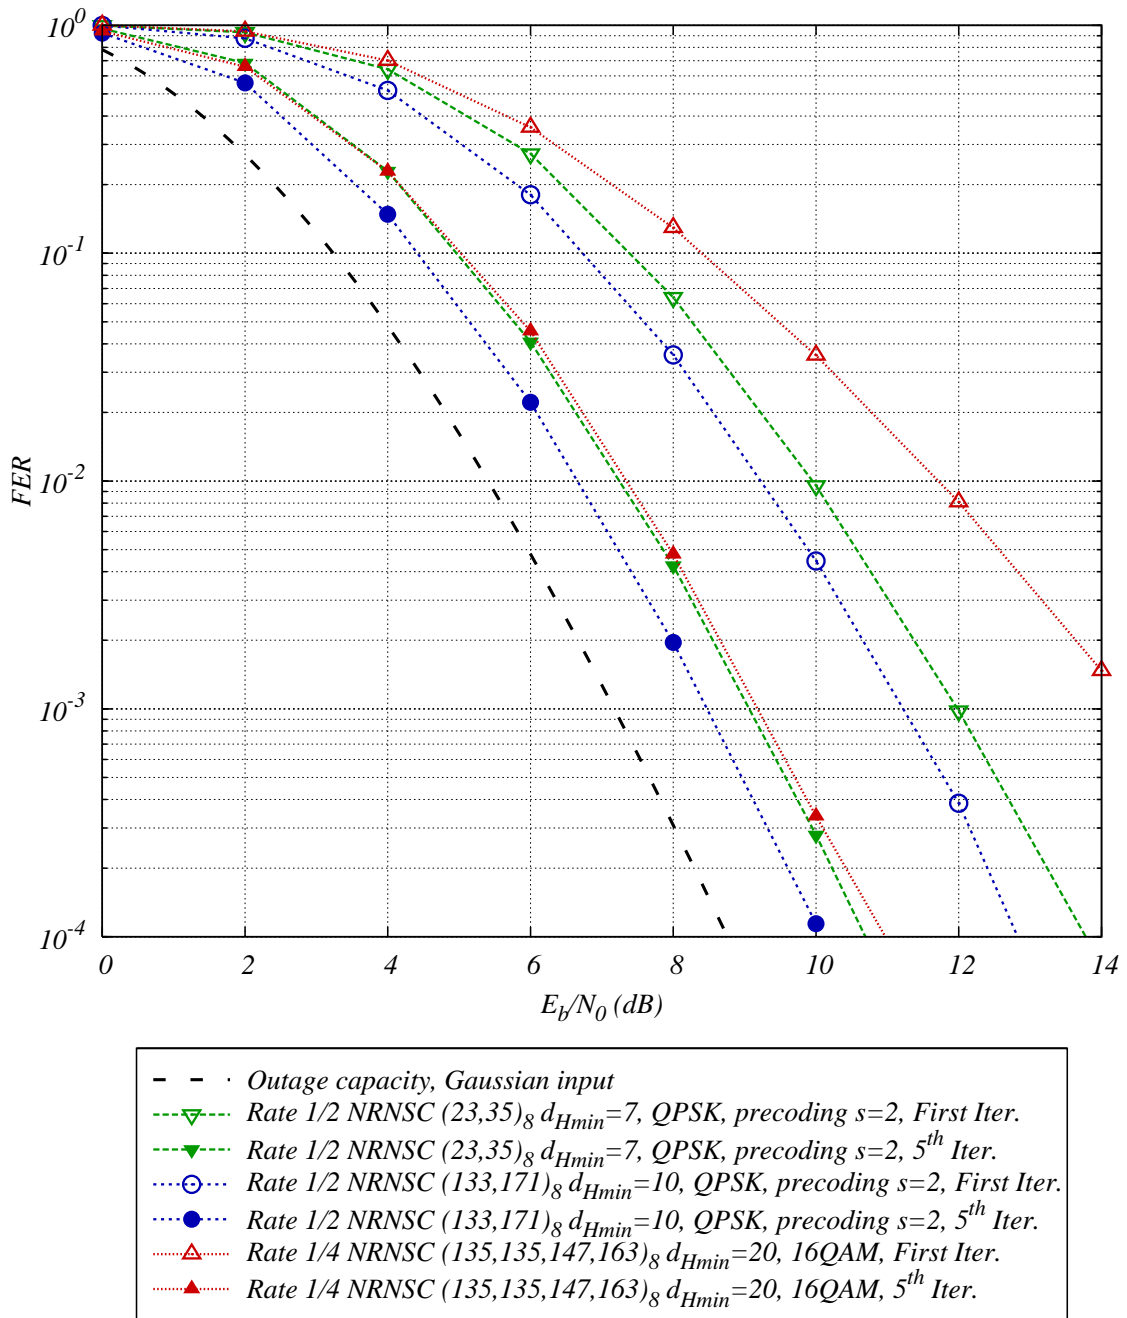 10^0
10^-1
10^-2
10^-3
10^-4
FER
0 2 4 6 8 10 12 14
E_b/N_0 (dB)
Outage capacity, Gaussian input
Rate 1/2 NRNSC (23,35)_8 d_Hmin=7, QPSK, precoding s=2, First Iter.
Rate 1/2 NRNSC (23,35)_8 d_Hmin=7, QPSK, precoding s=2, 5^th Iter.
Rate 1/2 NRNSC (133,171)_8 d_Hmin=10, QPSK, precoding s=2, First Iter.
Rate 1/2 NRNSC (133,171)_8 d_Hmin=10, QPSK, precoding s=2, 5^th Iter.
Rate 1/4 NRNSC (135,135,147,163)_8 d_Hmin=20, 16QAM, First Iter.
Rate 1/4 NRNSC (135,135,147,163)_8 d_Hmin=20, 16QAM, 5^th Iter.